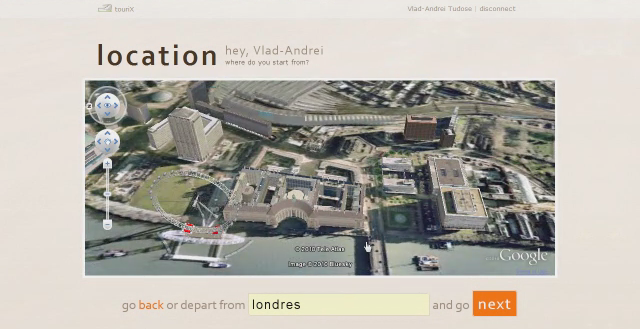 tourX
Vlad-Andrei Tudose / disconnect
location
hey, Vlad-Andrei
where do you start from?
© 2010 Tele Atlas
Image © 2010 Bluesky
Google
go back or depart from londres and go next